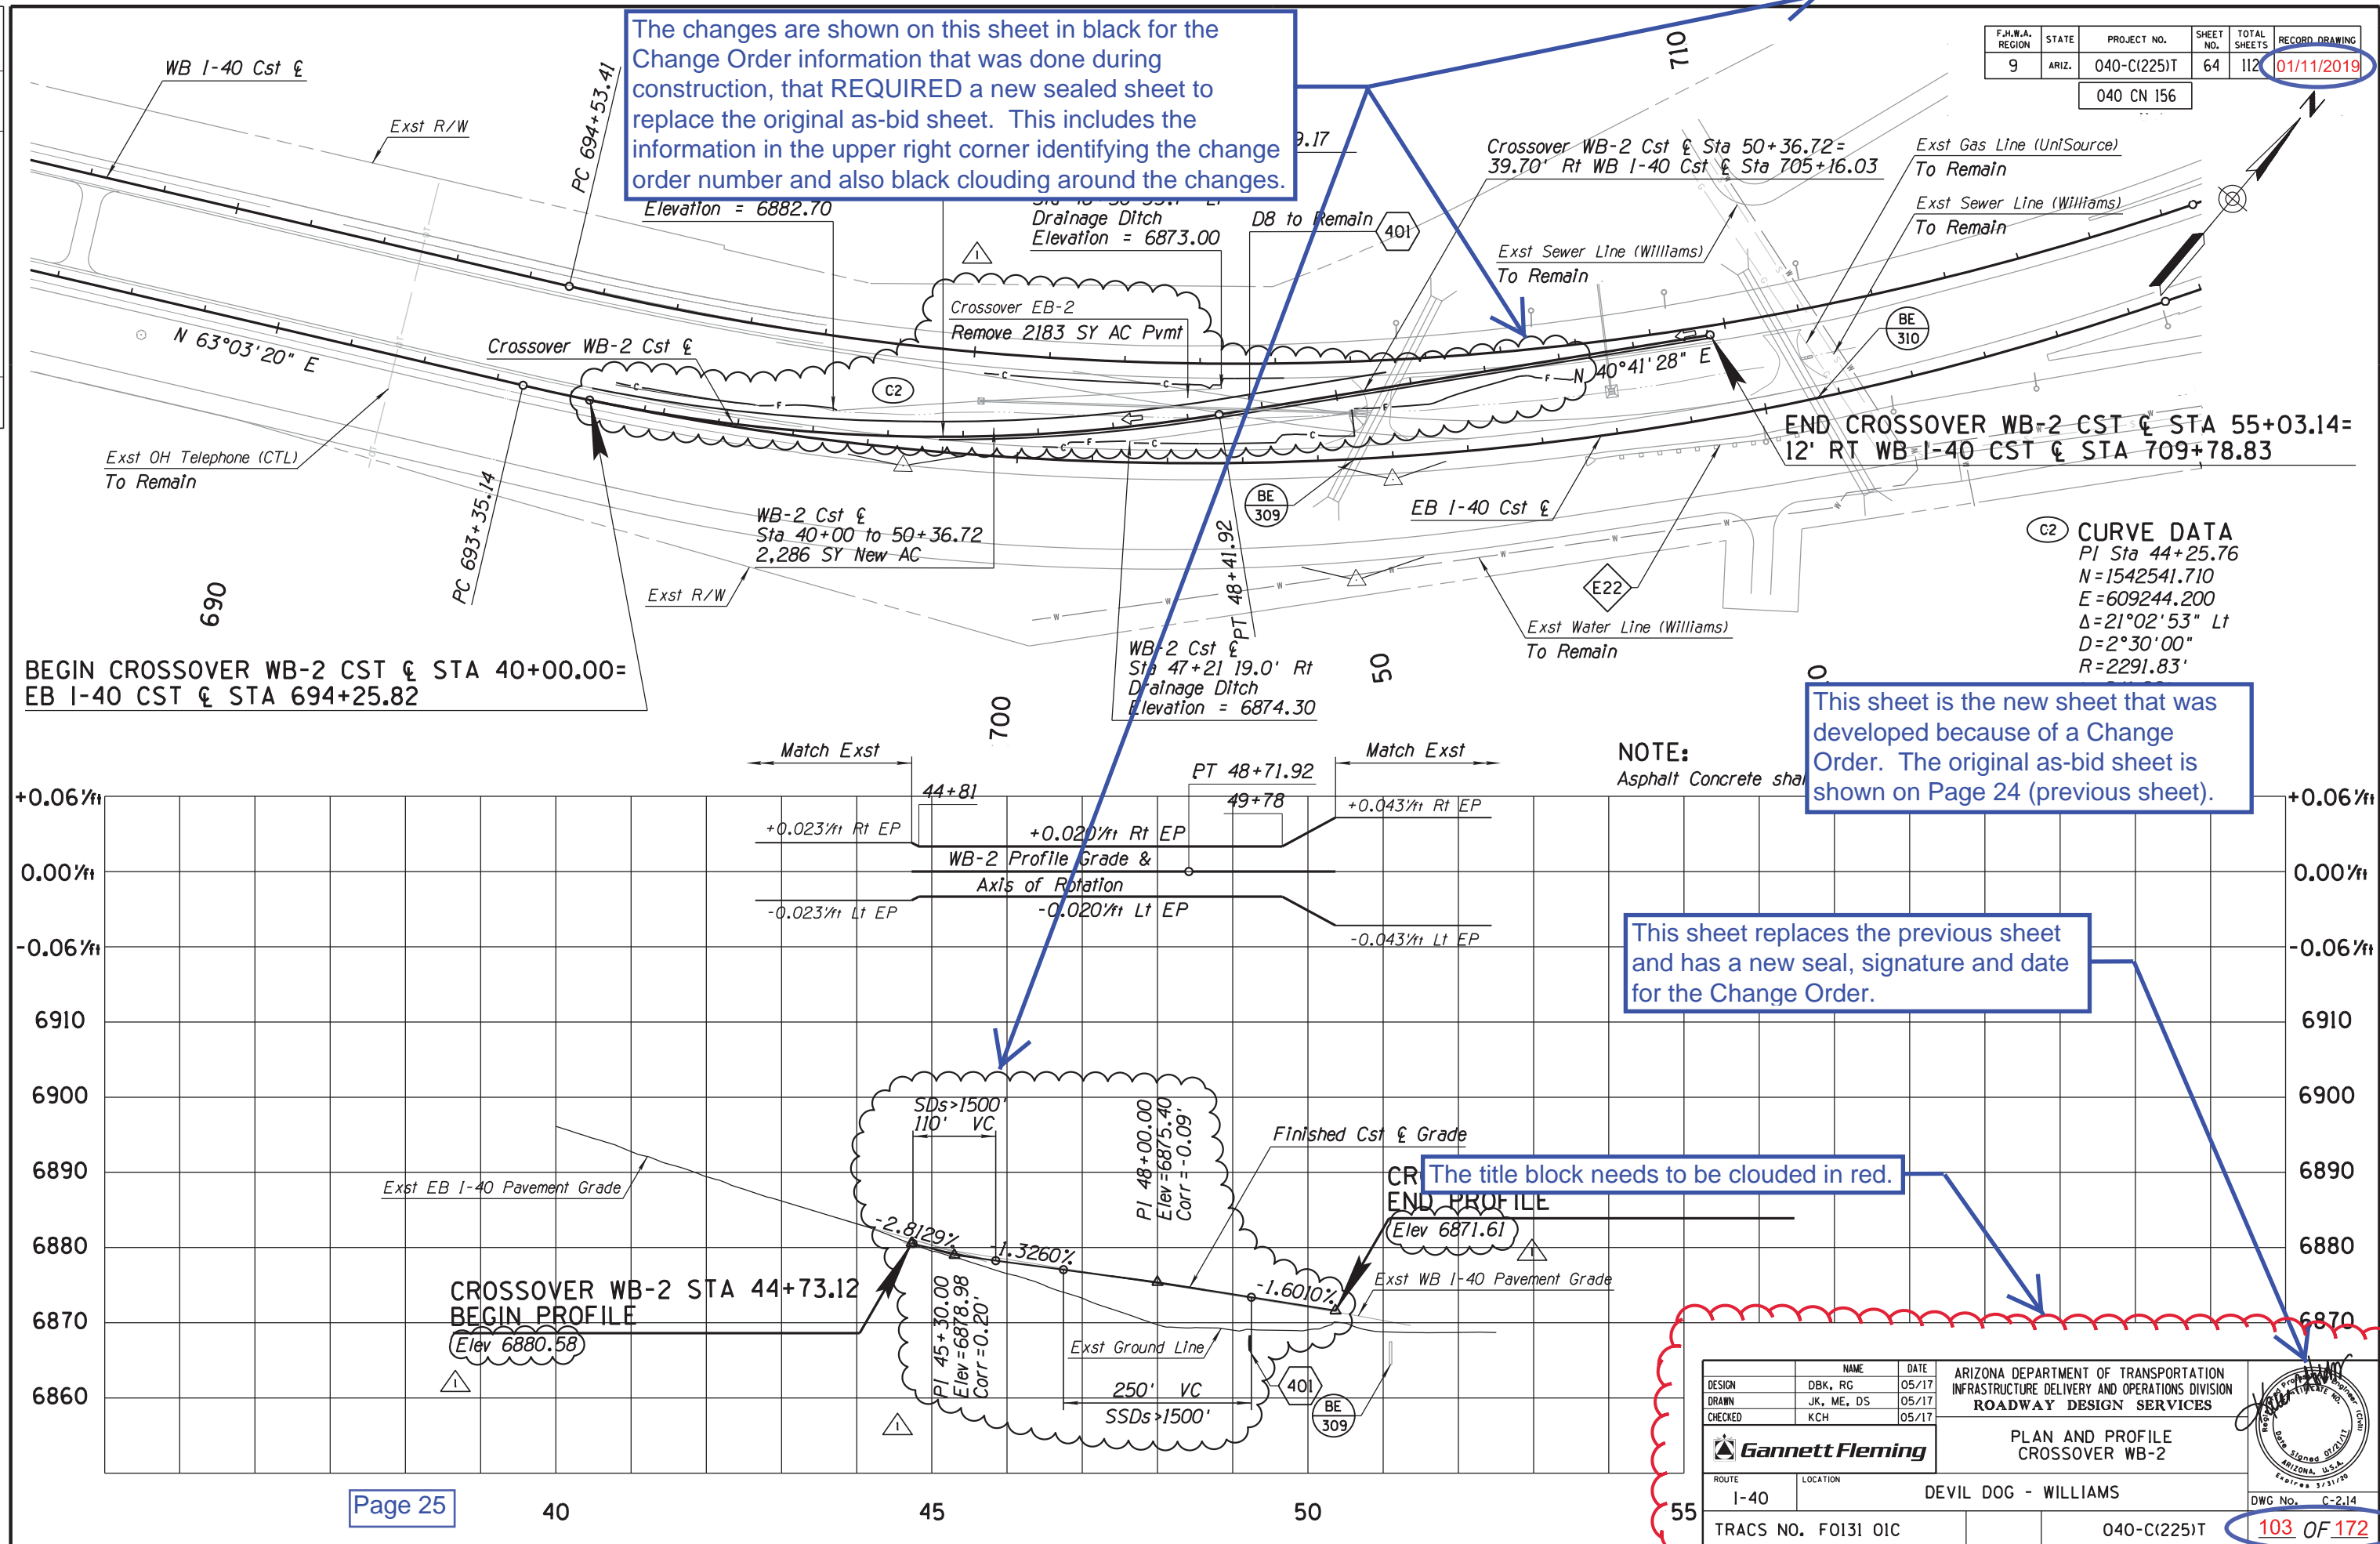 The changes are shown on this sheet in black for the
Change Order information that was done during
construction, that REQUIRED a new sealed sheet to
replace the original as-bid sheet. This includes the
information in the upper right corner identifying the change
order number and also black clouding around the changes.
F.H.W.A. REGION STATE PROJECT NO. SHEET NO. TOTAL SHEETS RECORD DRAWING
9 ARIZ. 040-C(225)T 64 112 01/11/2019
040 CN 156
WB I-40 Cst ℄
Exst R/W
PC 694+53.41
710
9.17
Crossover WB-2 Cst ℄ Sta 50+36.72=
39.70' Rt WB I-40 Cst ℄ Sta 705+16.03
Exst Gas Line (UniSource)
To Remain
Exst Sewer Line (Williams)
To Remain
Exst Sewer Line (Williams)
To Remain
N
Elevation = 6882.70
Drainage Ditch
Elevation = 6873.00
D8 to Remain
401
1
Crossover EB-2
Remove 2183 SY AC Pvmt
N 63°03'20" E
Crossover WB-2 Cst ℄
C2
N 40°41'28" E
BE
310
END CROSSOVER WB-2 CST ℄ STA 55+03.14=
12' RT WB I-40 CST ℄ STA 709+78.83
Exst OH Telephone (CTL)
To Remain
PC 693+35.14
WB-2 Cst ℄
Sta 40+00 to 50+36.72
2,286 SY New AC
BE
309
EB I-40 Cst ℄
PT 48+41.92
E22
Exst R/W
690
Exst Water Line (Williams)
To Remain
C2 CURVE DATA
PI Sta 44+25.76
N=1542541.710
E=609244.200
Δ=21°02'53" Lt
D=2°30'00"
R=2291.83'
BEGIN CROSSOVER WB-2 CST ℄ STA 40+00.00=
EB I-40 CST ℄ STA 694+25.82
WB-2 Cst ℄
Sta 47+21 19.0' Rt
Drainage Ditch
Elevation = 6874.30
700
50
This sheet is the new sheet that was
developed because of a Change
Order. The original as-bid sheet is
shown on Page 24 (previous sheet).
NOTE:
Asphalt Concrete shal
Match Exst
Match Exst
PT 48+71.92
44+81
49+78
+0.06'/ft
+0.06'/ft
+0.023'/ft Rt EP
+0.020'/ft Rt EP
+0.043'/ft Rt EP
WB-2 Profile Grade &
Axis of Rotation
0.00'/ft
0.00'/ft
-0.023'/ft Lt EP
-0.020'/ft Lt EP
-0.043'/ft Lt EP
-0.06'/ft
-0.06'/ft
This sheet replaces the previous sheet
and has a new seal, signature and date
for the Change Order.
6910
6910
6900
6900
SDs>1500'
110' VC
PI 48+00.00
Elev=6875.40
Corr=-0.09'
Finished Cst ℄ Grade
6890
6890
Exst EB I-40 Pavement Grade
The title block needs to be clouded in red.
CR
END PROFILE
Elev 6871.61
1
6880
6880
-2.8129%
-1.3260%
-1.6010%
Exst WB I-40 Pavement Grade
CROSSOVER WB-2 STA 44+73.12
BEGIN PROFILE
Elev 6880.58
1
PI 45+30.00
Elev=6878.98
Corr=0.20'
Exst Ground Line
6870
6870
6860
250' VC
SSDs>1500'
401
BE
309
1
Page 25
40
45
50
55
NAME DATE
DESIGN DBK, RG 05/17
DRAWN JK, ME, DS 05/17
CHECKED KCH 05/17
Gannett Fleming
ARIZONA DEPARTMENT OF TRANSPORTATION
INFRASTRUCTURE DELIVERY AND OPERATIONS DIVISION
ROADWAY DESIGN SERVICES
PLAN AND PROFILE
CROSSOVER WB-2
ROUTE
I-40
LOCATION
DEVIL DOG - WILLIAMS
Date Signed 07/21/17
ARIZONA, U.S.A.
Expires 3/31/20
DWG No. C-2.14
TRACS NO. F0131 01C
040-C(225)T
103 OF 172